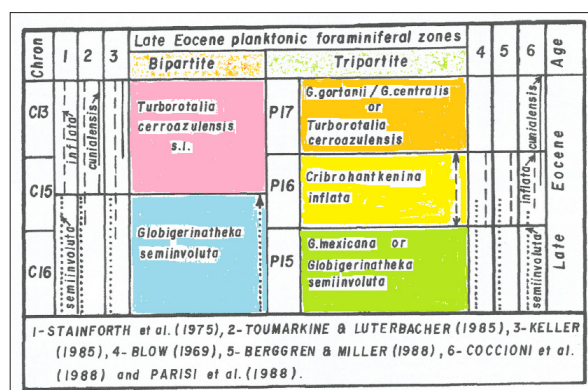 Late Eocene planktonic foraminiferal zones
Chron
1
2
3
Bipartite
Tripartite
4
5
6
Age
C13
C15
C16
inflata
cunialensis
semiinvoluta
Turborotalia
cerroazulensis
s.l.
Globigerinatheka
semiinvoluta
P17
G.gortanii/G.centralis
or
Turborotalia
cerroazulensis
P16
Cribrohantkenina
inflata
P15
G.mexicana or
Globigerinatheka
semiinvoluta
cunialensis
inflata
semiinvoluta
Late Eocene
1-STAINFORTH et al.(1975), 2-TOUMARKINE & LUTERBACHER (1985), 3-KELLER
(1985), 4-BLOW (1969), 5-BERGGREN & MILLER (1988), 6-COCCIONI et al.
(1988) and PARISI et al.(1988).